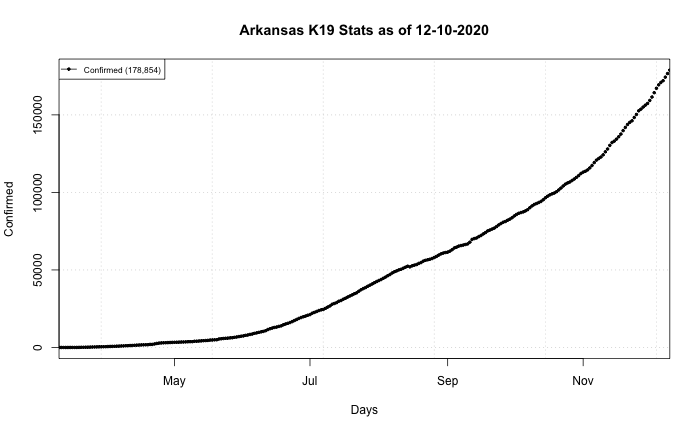 Arkansas K19 Stats as of 12-10-2020
Confirmed (178,854)
Confirmed
150000
100000
50000
0
May
Jul
Sep
Nov
Days